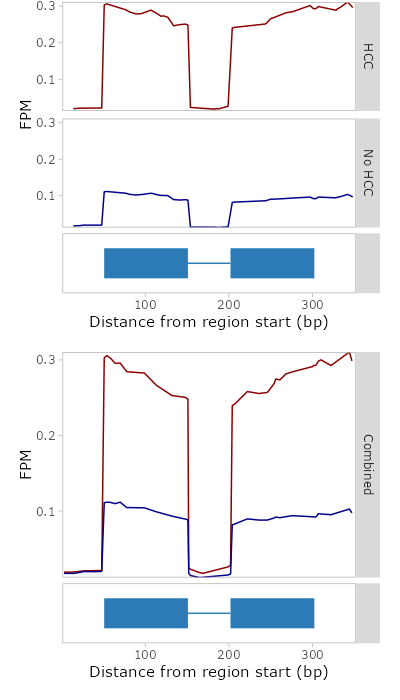 0.3
0.2
0.1
HCC
FPM
0.3
0.2
0.1
No HCC
100 200 300
Distance from region start (bp)
0.3
0.2
0.1
FPM
Combined
100 200 300
Distance from region start (bp)